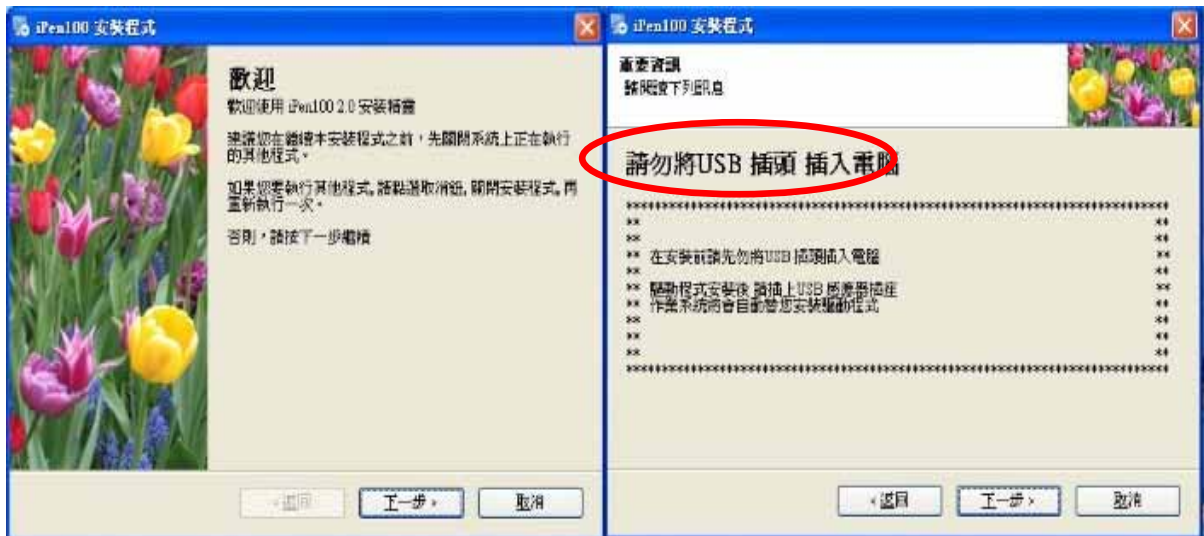 iPen100 安裝程式
歡迎
歡迎使用 iPen100 2.0 安裝精靈
建議您在繼續本安裝程式之前，先關閉系統上正在執行
的其他程式。
如果您要執行其他程式, 請點選取消鈕, 關閉安裝程式, 再
重新執行一次。
否則，請按下一步繼續
<返回
下一步>
取消
iPen100 安裝程式
重要資訊
請閱讀下列訊息
請勿將USB 插頭 插入電腦
******************************************************************************
** **
** **
** 在安裝前請先勿將USB 插頭插入電腦 **
** **
** 驅動程式安裝後 請插上USB 感應器插座 **
** 作業系統將會自動替您安裝驅動程式 **
** **
** **
** **
******************************************************************************
<返回
下一步>
取消